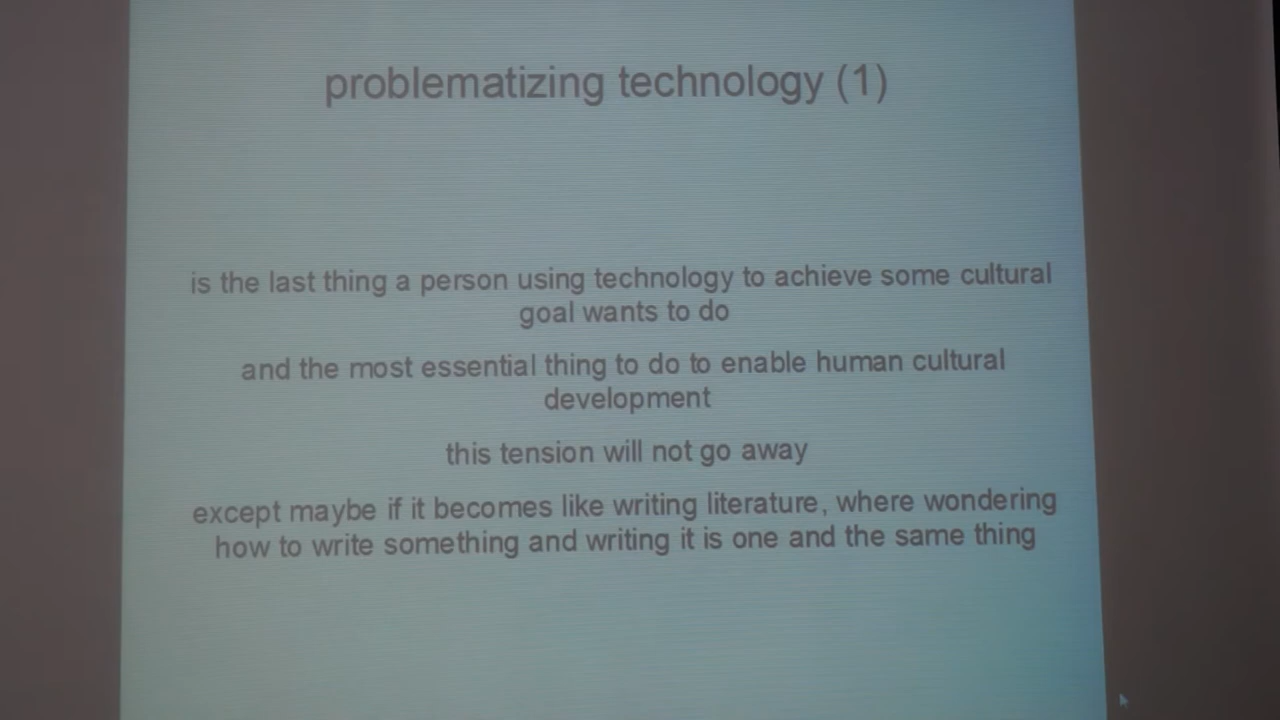 problematizing technology (1)
is the last thing a person using technology to achieve some cultural
goal wants to do
and the most essential thing to do to enable human cultural
development
this tension will not go away
except maybe if it becomes like writing literature, where wondering
how to write something and writing it is one and the same thing